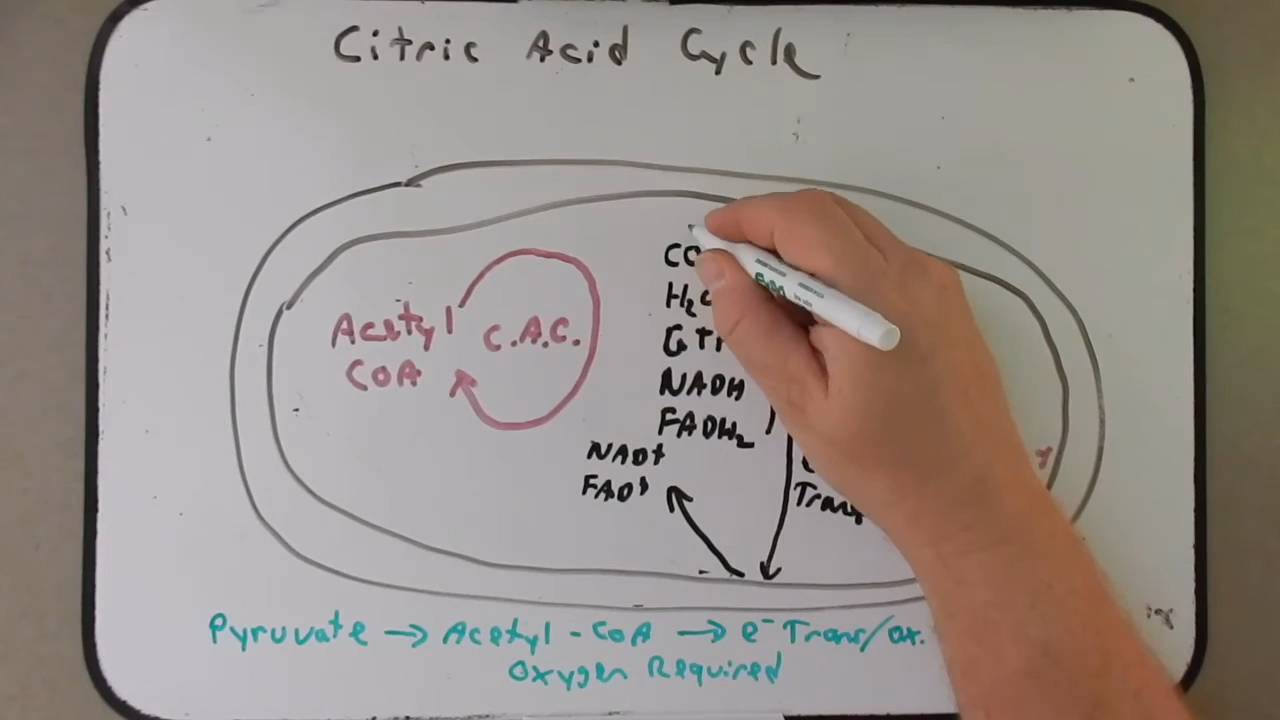 Citric Acid Cycle
Acetyl
CoA
C.A.C.
NADH
FADH₂
NAD+
FAD+
Pyruvate → Acetyl-CoA → e⁻ Trans/ox.
Oxygen Required